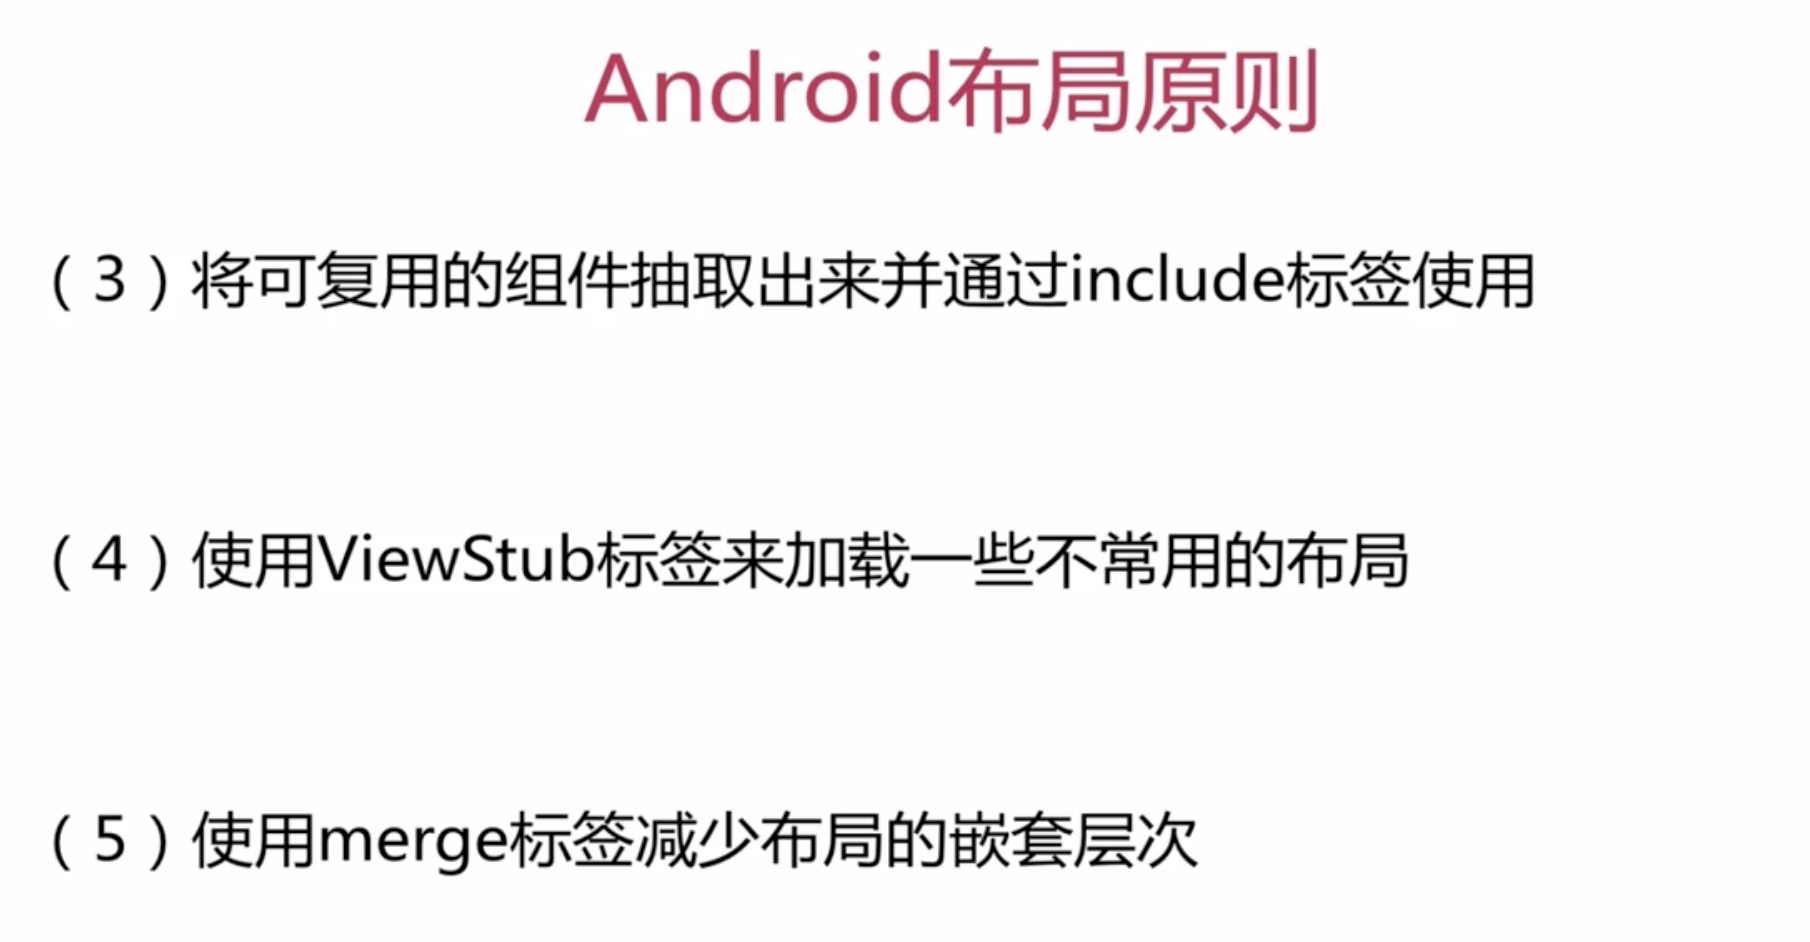 Android布局原则
（3）将可复用的组件抽取出来并通过include标签使用
（4）使用ViewStub标签来加载一些不常用的布局
（5）使用merge标签减少布局的嵌套层次